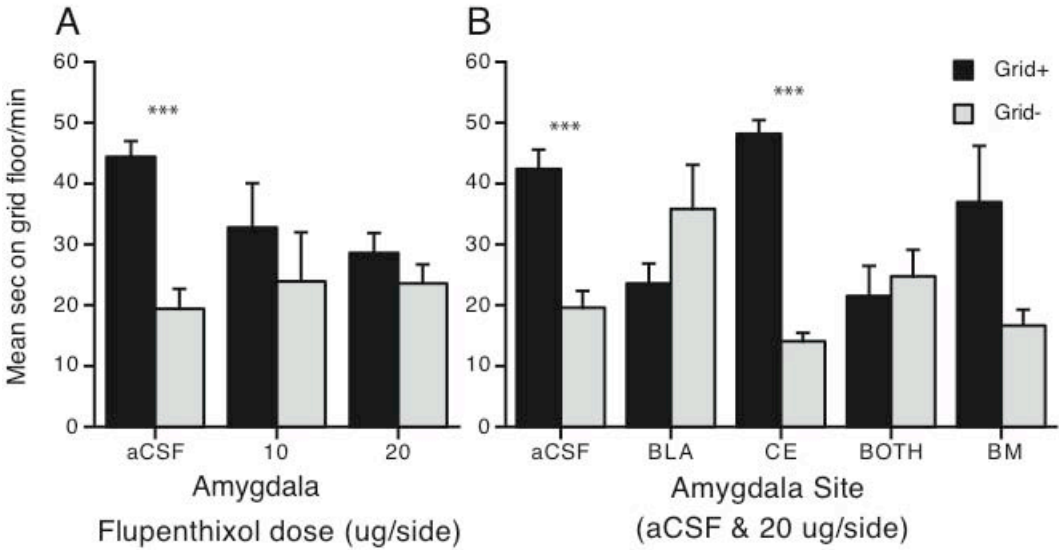 A
Mean sec on grid floor/min
60
50
40
30
20
10
0
***
aCSF 10 20
Amygdala
Flupenthixol dose (ug/side)
B
60
50
40
30
20
10
0
***
***
Grid+
Grid-
aCSF BLA CE BOTH BM
Amygdala Site
(aCSF & 20 ug/side)